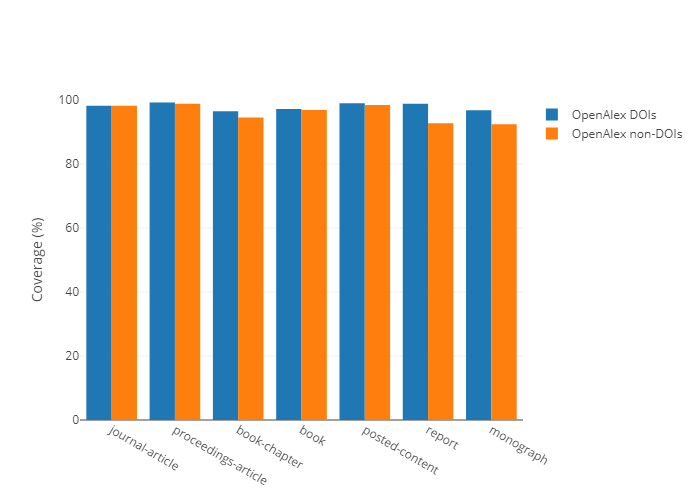 100
80
60
40
20
0
Coverage (%)
journal-article
proceedings-article
book-chapter
book
posted-content
report
monograph
OpenAlex DOIs
OpenAlex non-DOIs